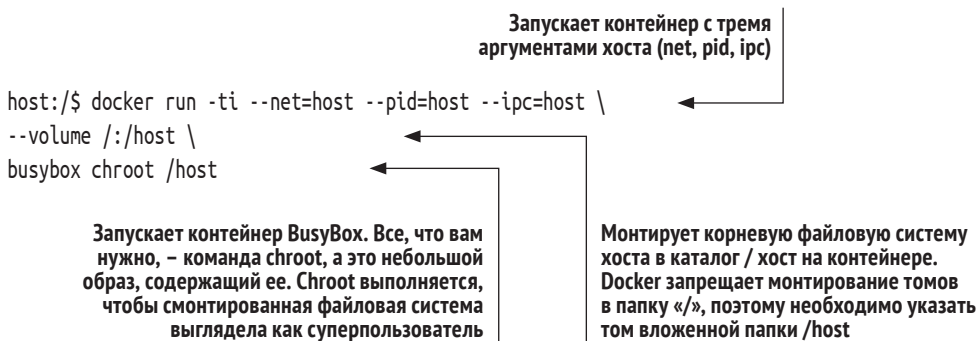 Запускает контейнер с тремя
аргументами хоста (net, pid, ipc)
host:/$ docker run -ti --net=host --pid=host --ipc=host \
--volume /:/host \
busybox chroot /host
Запускает контейнер BusyBox. Все, что вам
нужно, – команда chroot, а это небольшой
образ, содержащий ее. Chroot выполняется,
чтобы смонтированная файловая система
выглядела как суперпользователь
Монтирует корневую файловую систему
хоста в каталог / хост на контейнере.
Docker запрещает монтирование томов
в папку «/», поэтому необходимо указать
том вложенной папки /host